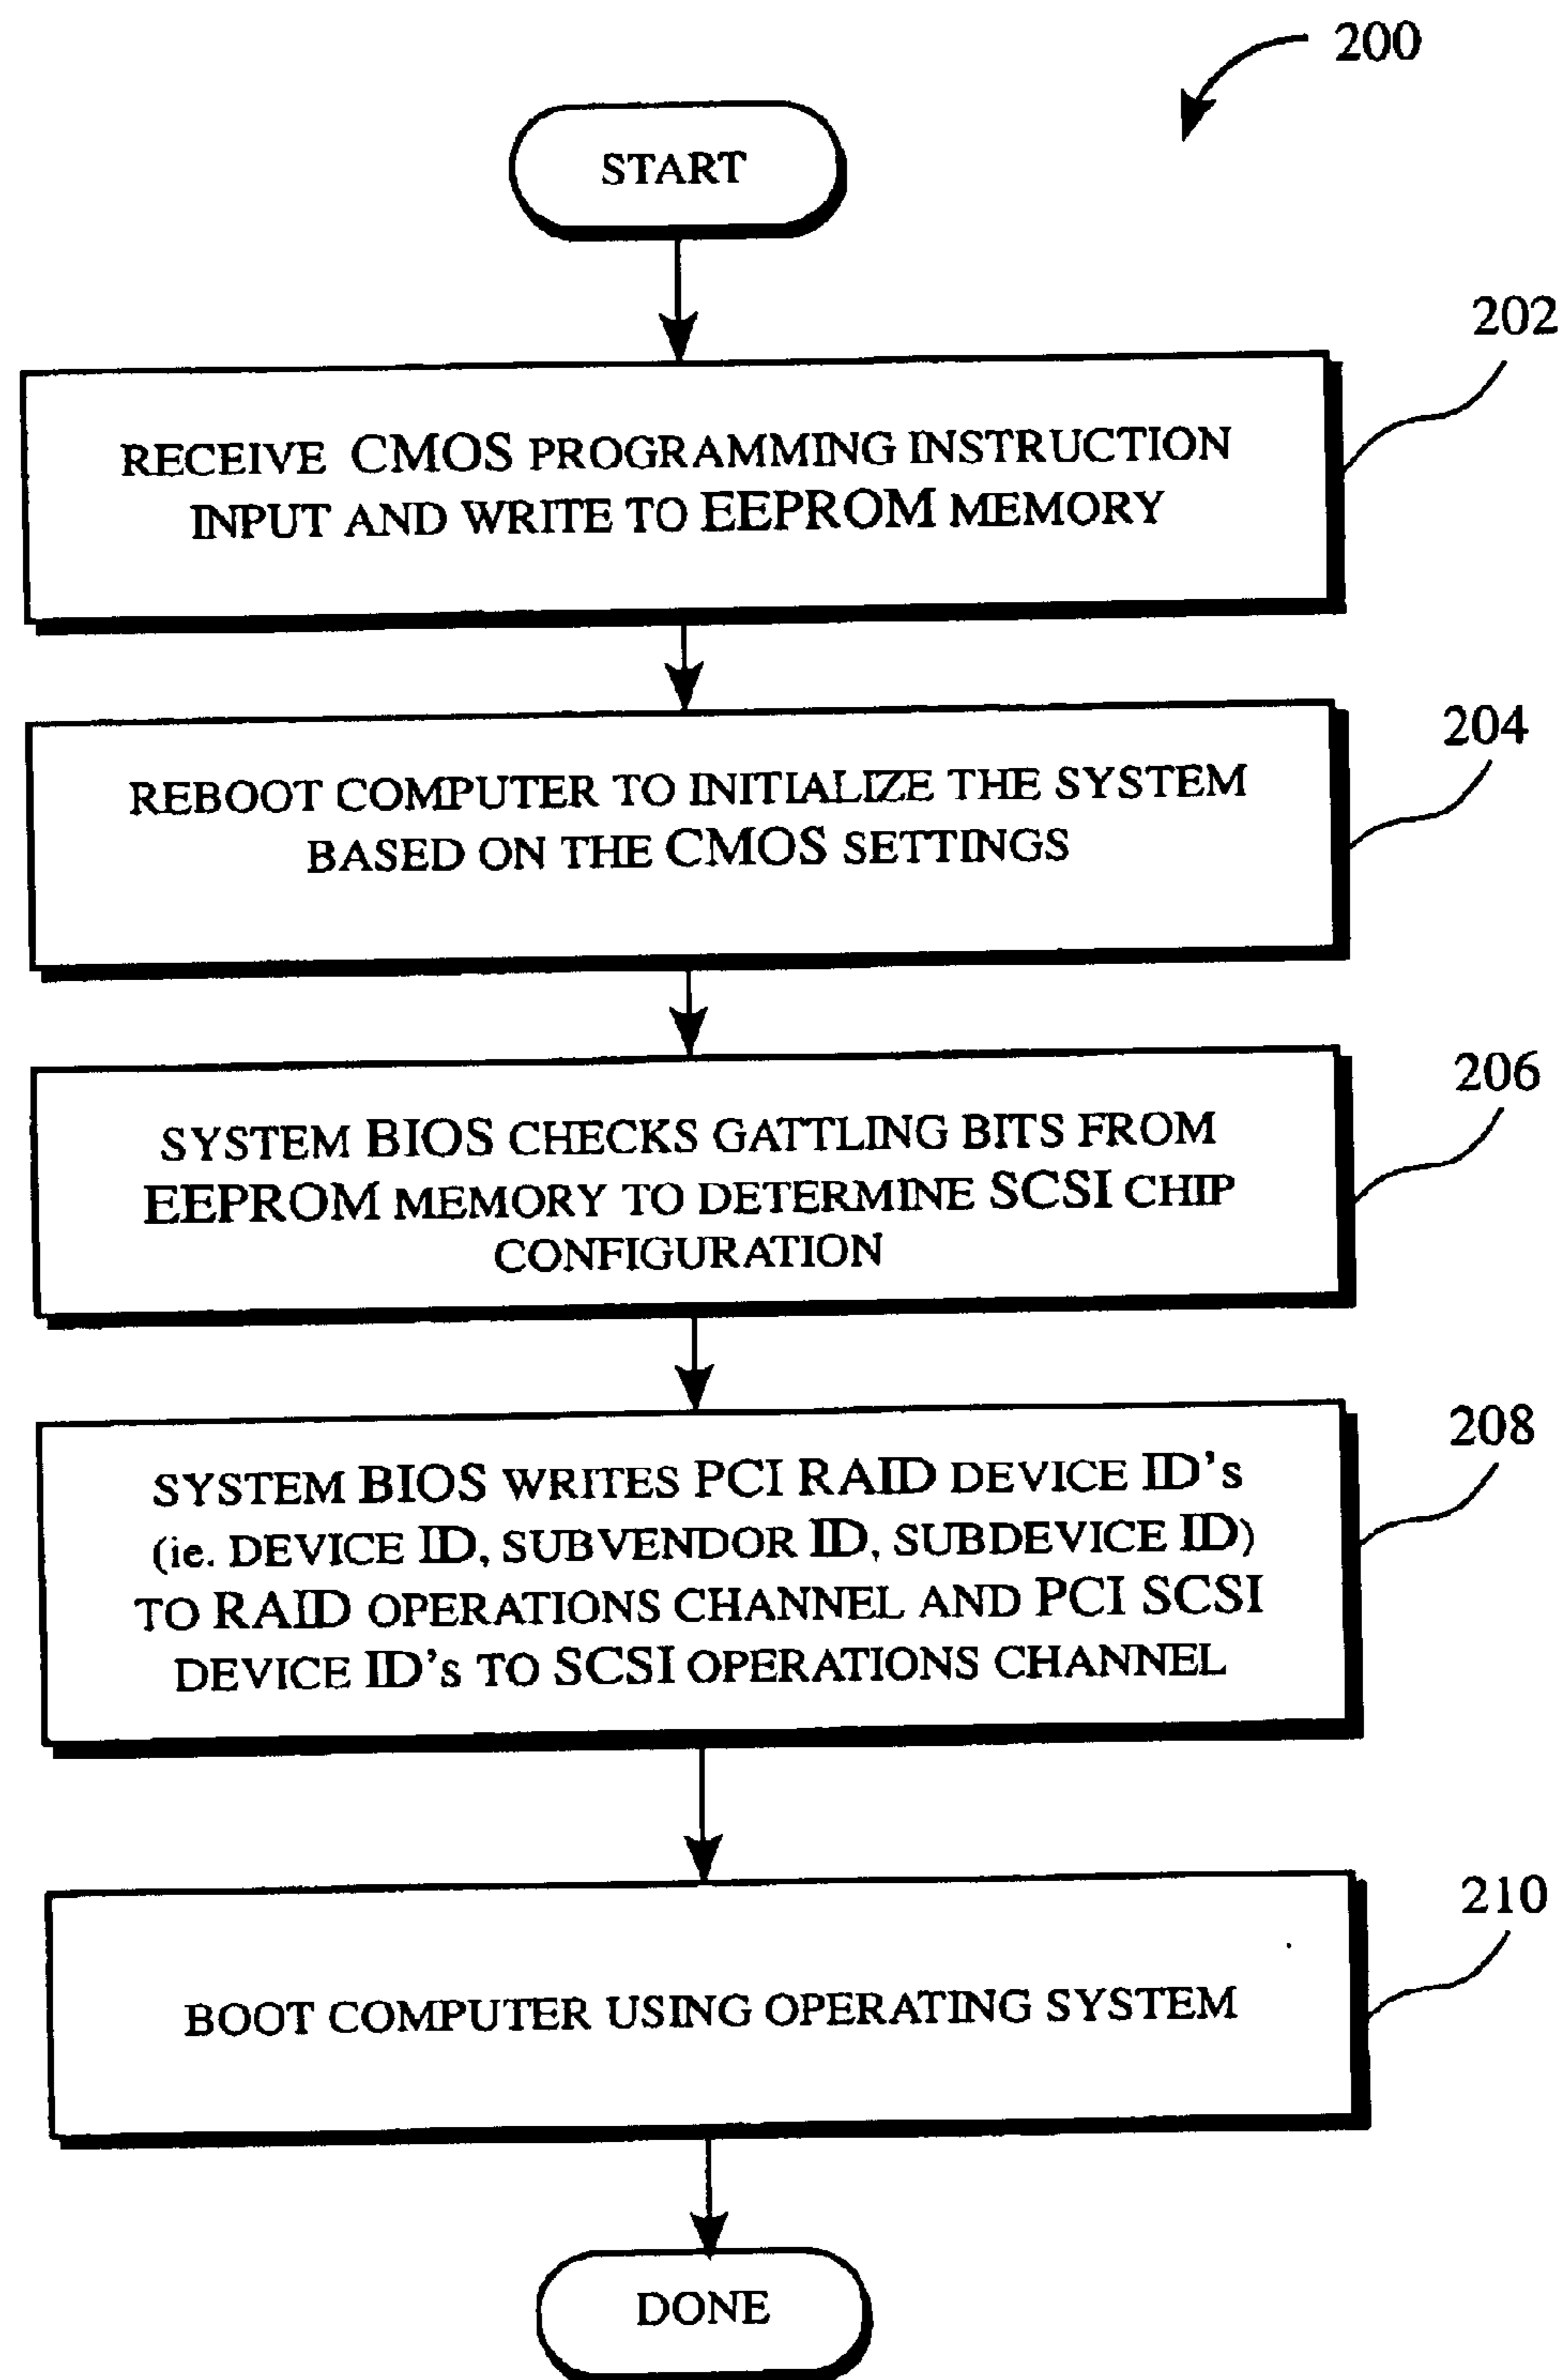 200
START
202
RECEIVE CMOS PROGRAMMING INSTRUCTION
INPUT AND WRITE TO EEPROM MEMORY
204
REBOOT COMPUTER TO INITIALIZE THE SYSTEM
BASED ON THE CMOS SETTINGS
206
SYSTEM BIOS CHECKS GATTLING BITS FROM
EEPROM MEMORY TO DETERMINE SCSI CHIP
CONFIGURATION
208
SYSTEM BIOS WRITES PCI RAID DEVICE ID's
(ie. DEVICE ID, SUBVENDOR ID, SUBDEVICE ID)
TO RAID OPERATIONS CHANNEL AND PCI SCSI
DEVICE ID's TO SCSI OPERATIONS CHANNEL
210
BOOT COMPUTER USING OPERATING SYSTEM
DONE